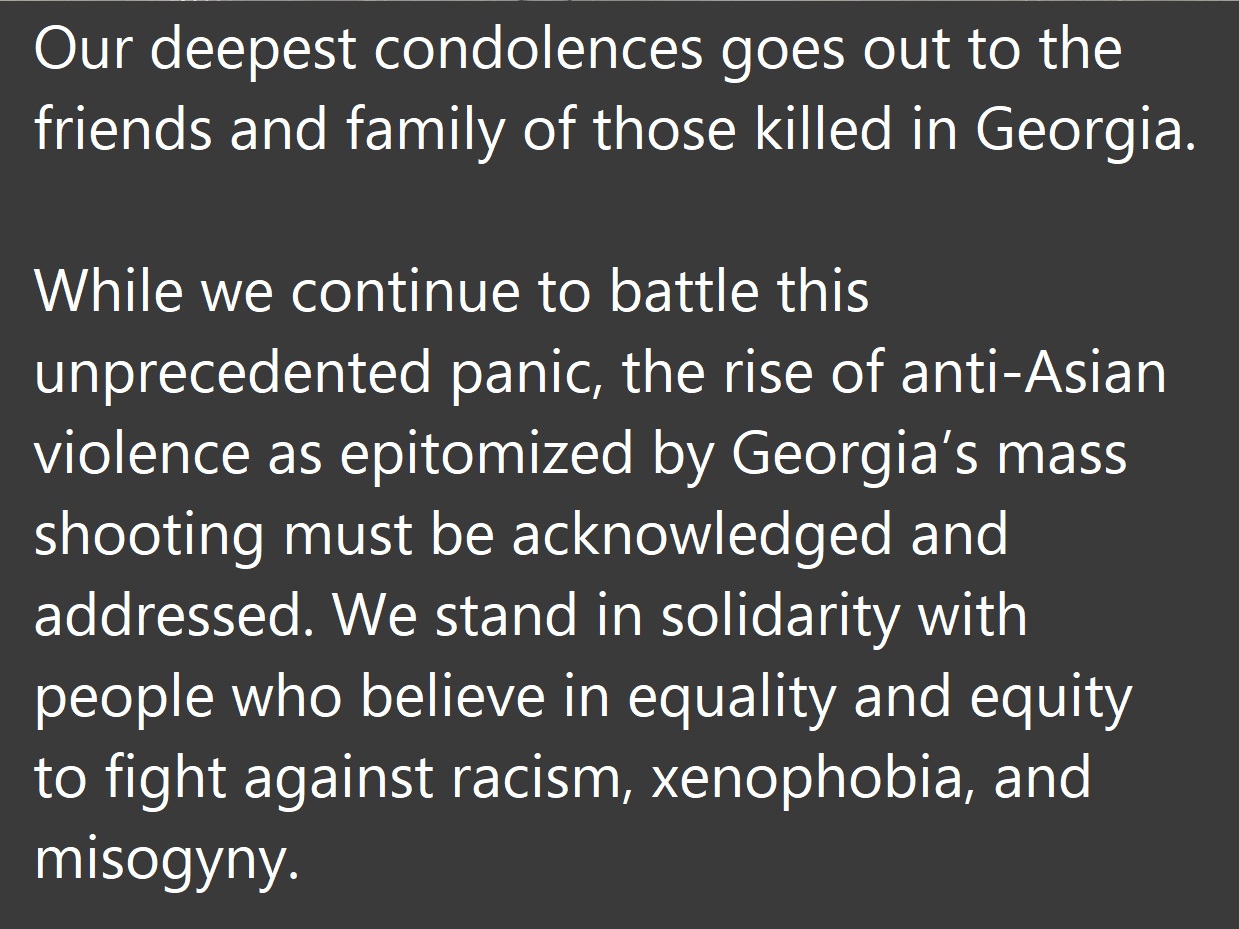 Our deepest condolences goes out to the
friends and family of those killed in Georgia.
While we continue to battle this
unprecedented panic, the rise of anti-Asian
violence as epitomized by Georgia’s mass
shooting must be acknowledged and
addressed. We stand in solidarity with
people who believe in equality and equity
to fight against racism, xenophobia, and
misogyny.